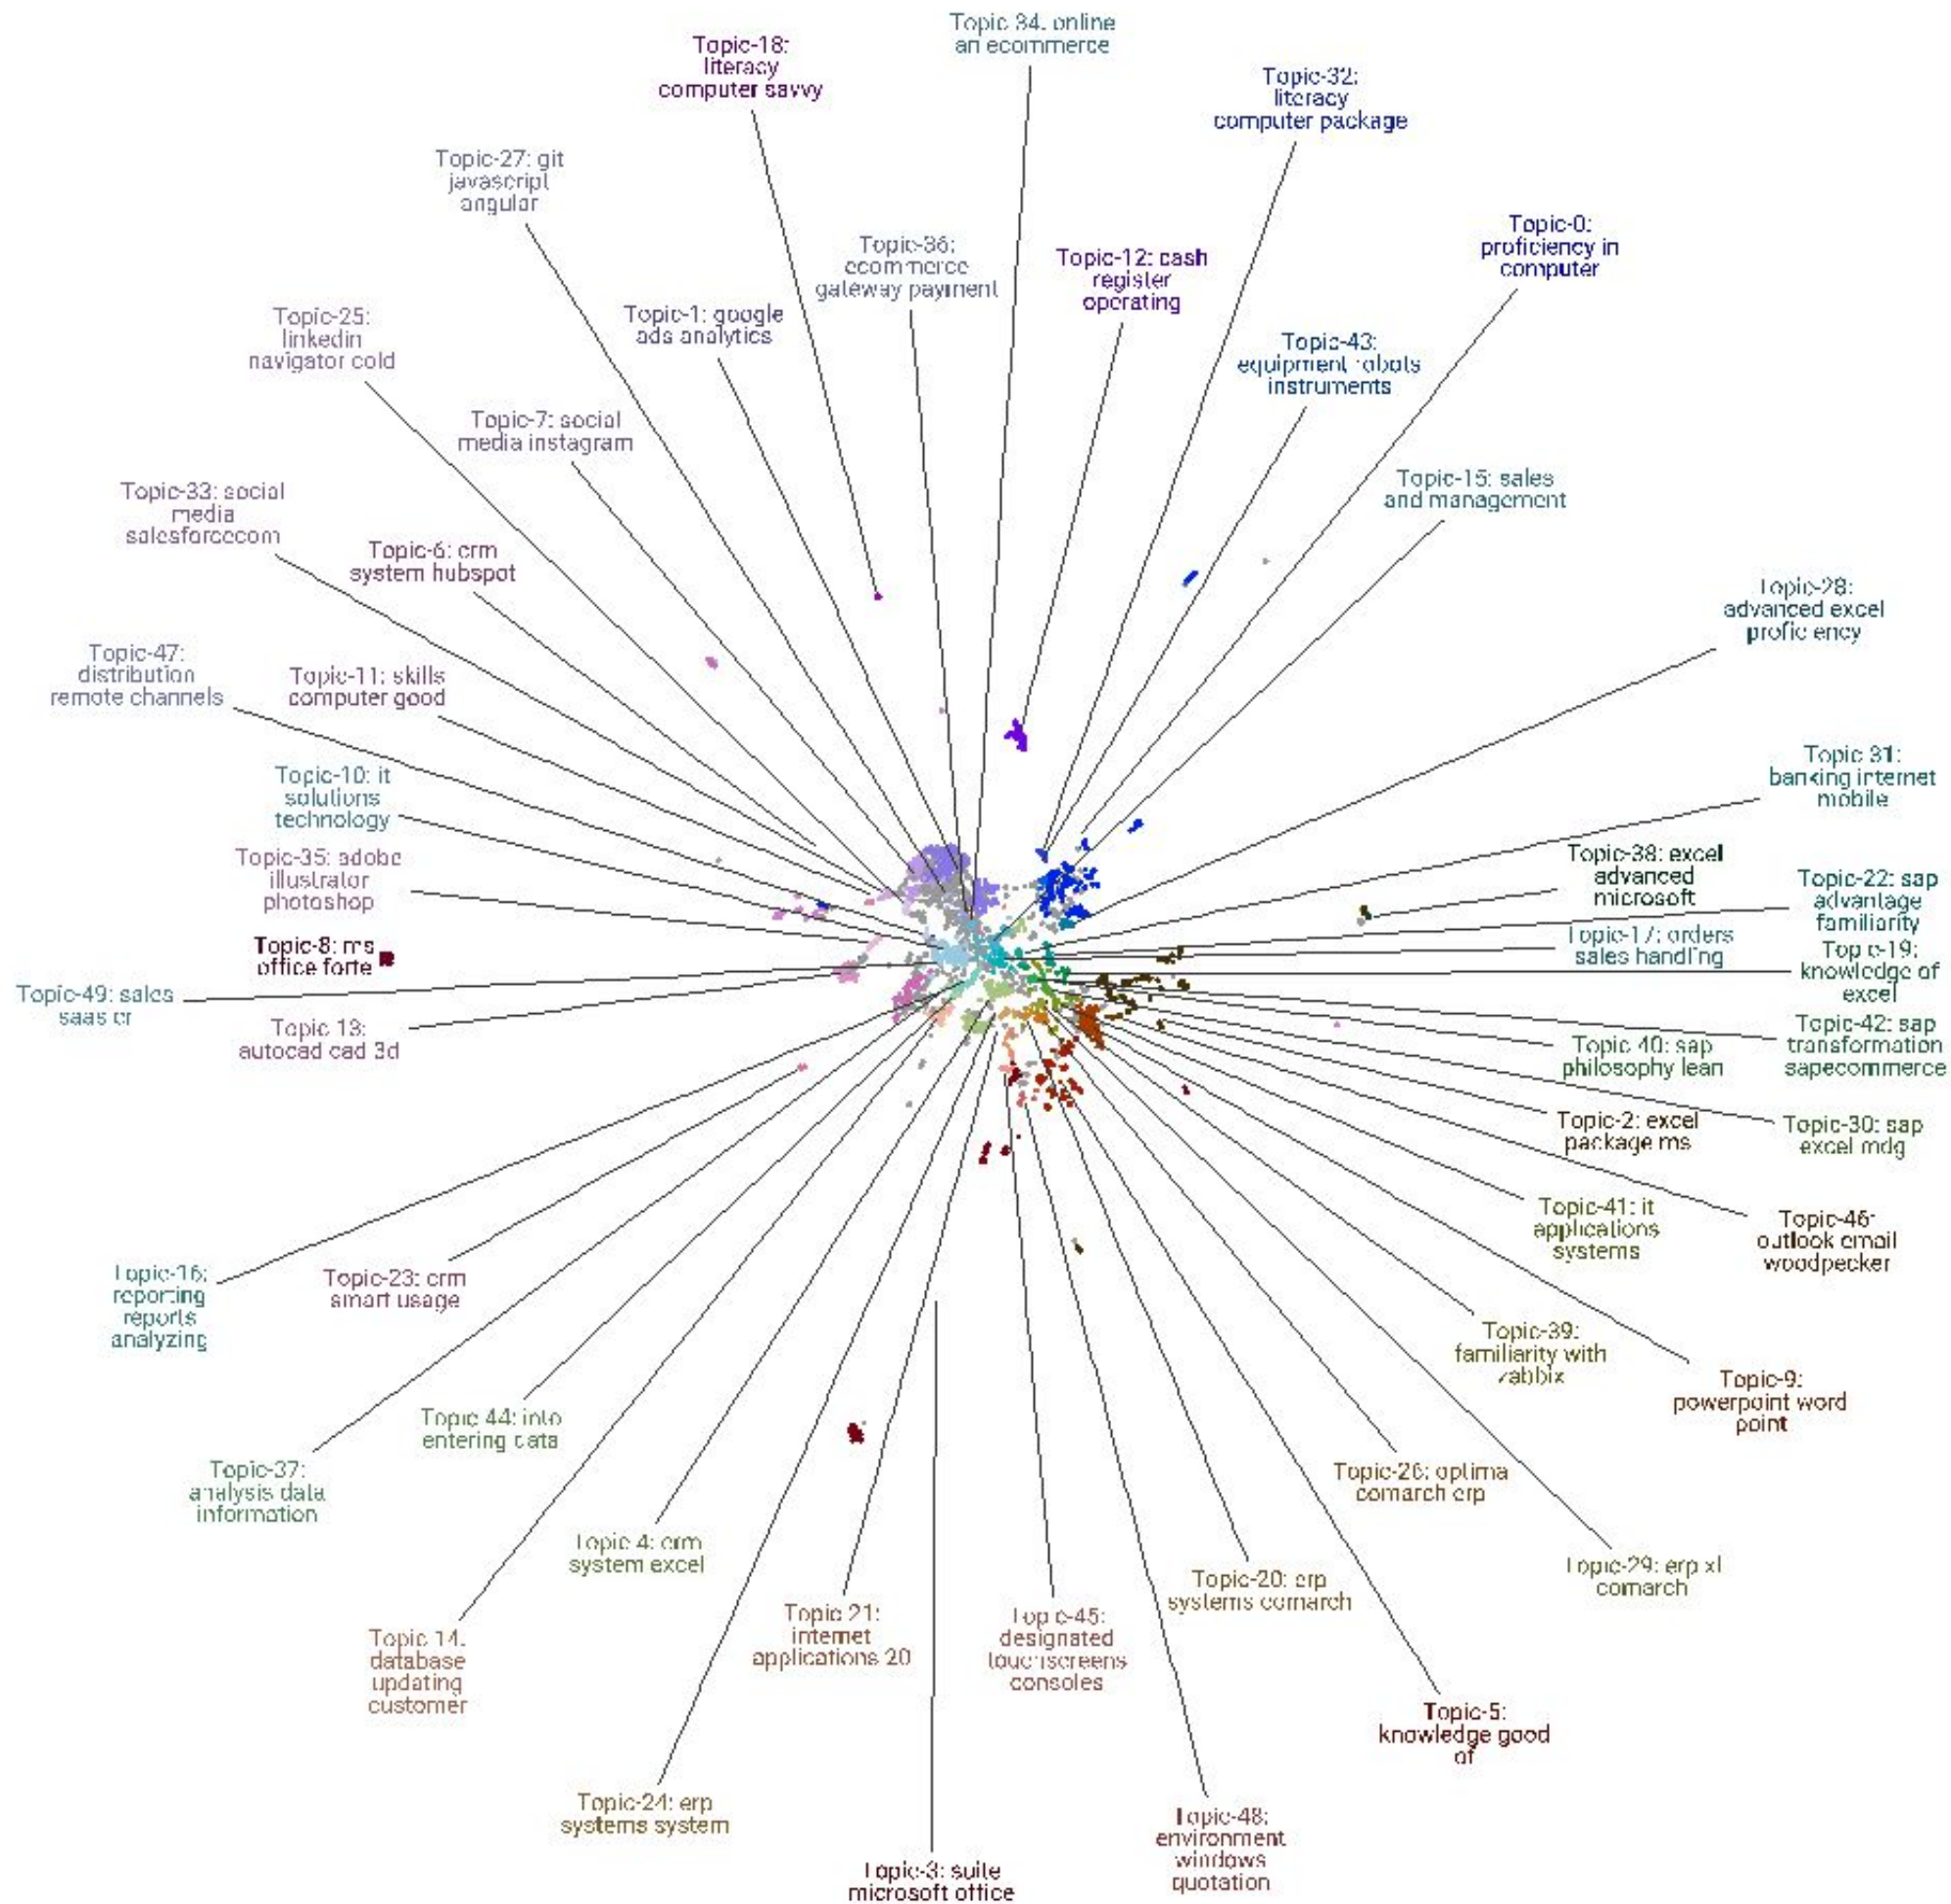 Topic 34. online
an ecommerce
Topic-18:
literacy
computer savvy
Topic-32:
literacy
computer package
Topic-27: git
javascript
angular
Topic-0:
proficiency in
computer
Topic-36:
ecommerce
gateway payment
Topic-12: cash
register
operating
Topic-1: google
ads analytics
Topic-25:
linkedin
navigator cold
Topic-43:
equipment robots
instruments
Topic-7: social
media instagram
Topic-15: sales
and management
Topic-33: social
media
salesforcecom
Topic-6: crm
system hubspot
Topic-28:
advanced excel
proficiency
Topic-47:
distribution
remote channels
Topic-11: skills
computer good
Topic 31:
banking internet
mobile
Topic-10: it
solutions
technology
Topic-38: excel
advanced
microsoft
Topic-35: adobe
illustrator
photoshop
Topic-22: sap
advantage
familiarity
Topic-17: orders
sales handling
Topic-8: ms
office forte
Topic-19:
knowledge of
excel
Topic-49: sales
saas cr
Topic 13:
autocad cad 3d
Topic-42: sap
transformation
sapecommerce
Topic 40: sap
philosophy lean
Topic-2: excel
package ms
Topic-30: sap
excel mdg
Topic-41: it
applications
systems
Topic-46:
outlook email
woodpecker
Topic-16:
reporting
reports
analyzing
Topic-23: crm
smart usage
Topic-39:
familiarity with
zabbix
Topic-9:
powerpoint word
point
Topic 44: into
entering data
Topic-37:
analysis data
information
Topic-26: optima
comarch erp
Topic 4: crm
system excel
Topic-29: erp xl
comarch
Topic-20: erp
systems comarch
Topic 21:
internet
applications 20
Topic-45:
designated
touchscreens
consoles
Topic 14.
database
updating
customer
Topic-5:
knowledge good
of
Topic-24: erp
systems system
Topic-48:
environment
windows
quotation
Topic-3: suite
microsoft office